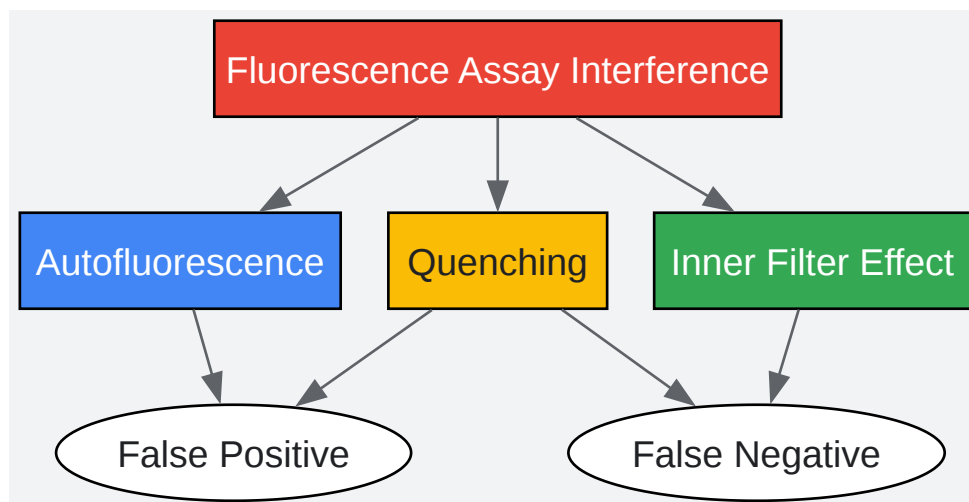 Fluorescence Assay Interference
Autofluorescence
Quenching
Inner Filter Effect
False Positive
False Negative